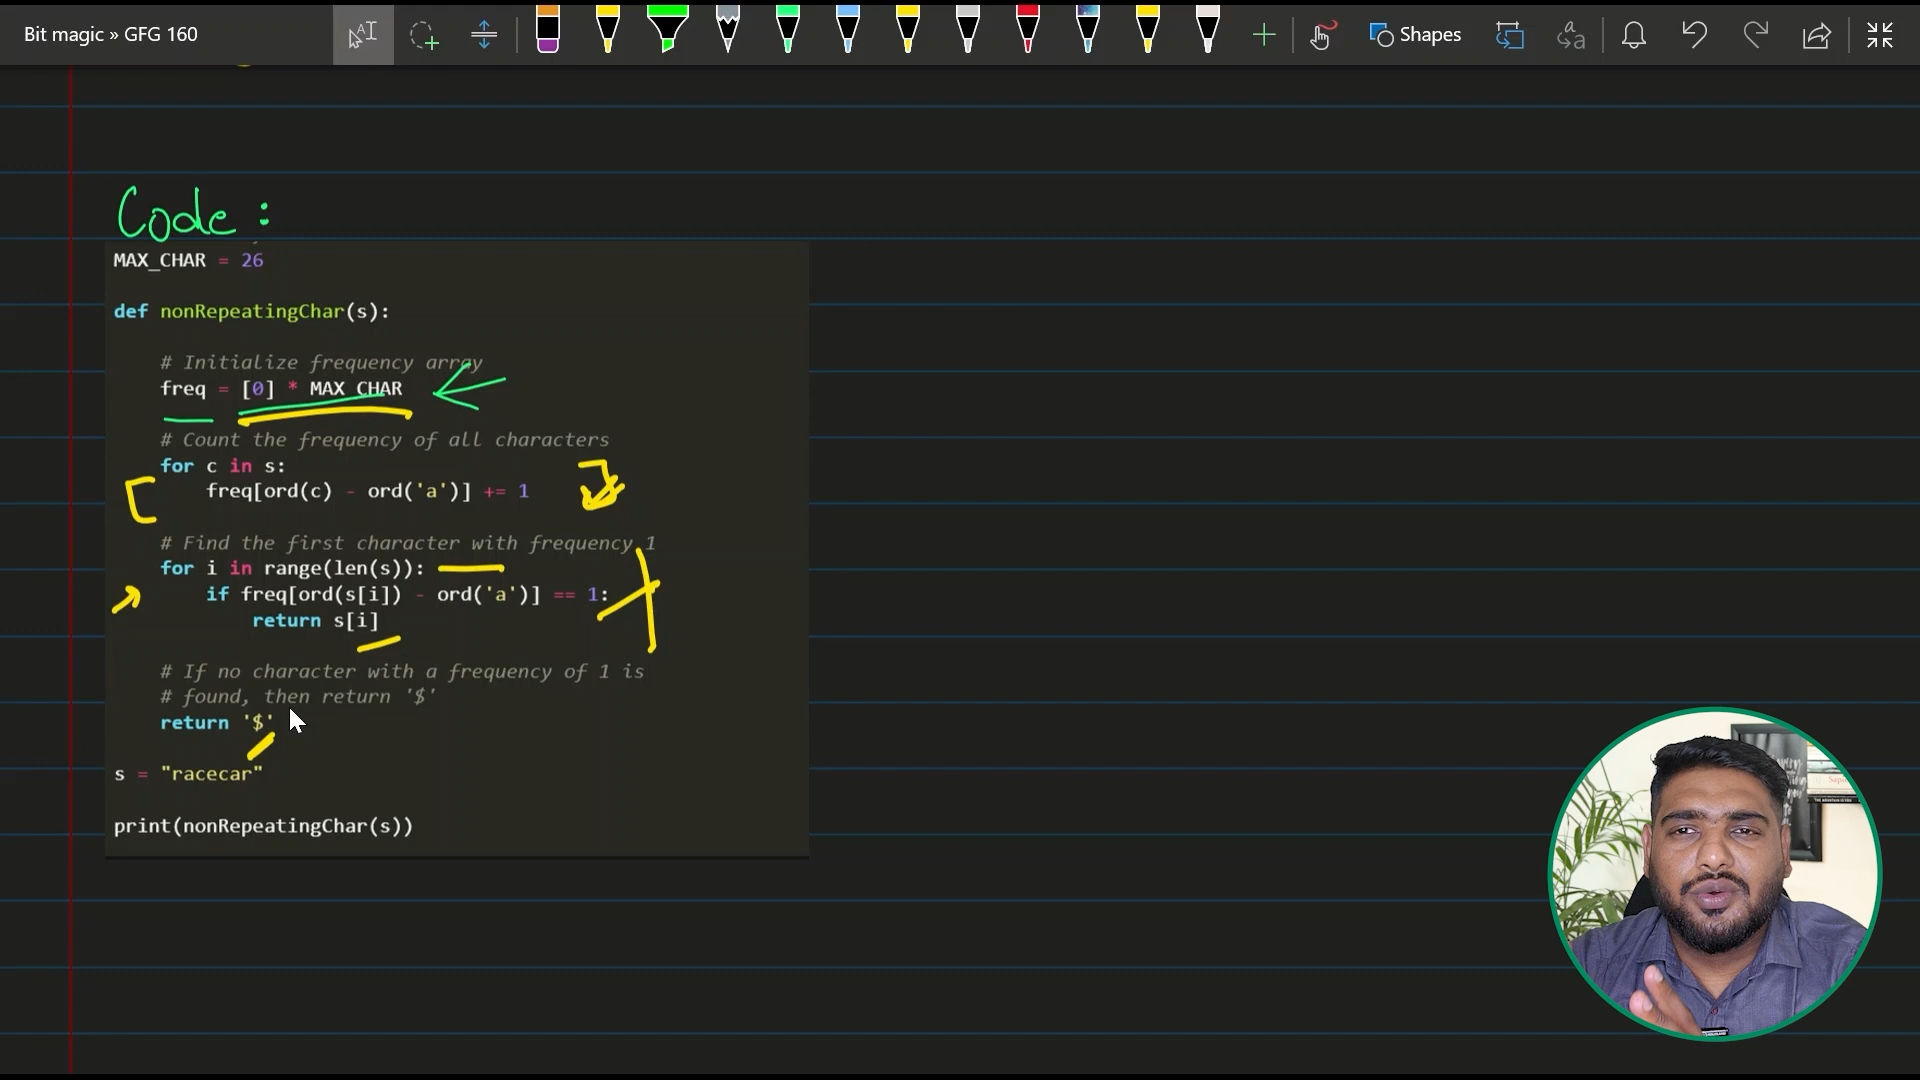 Bit magic » GFG 160
Shapes
Code :
MAX_CHAR = 26
def nonRepeatingChar(s):
# Initialize frequency array
freq = [0] * MAX_CHAR
# Count the frequency of all characters
for c in s:
freq[ord(c) - ord('a')] += 1
# Find the first character with frequency 1
for i in range(len(s)):
if freq[ord(s[i]) - ord('a')] == 1:
return s[i]
# If no character with a frequency of 1 is
# found, then return '$'
return '$'
s = "racecar"
print(nonRepeatingChar(s))